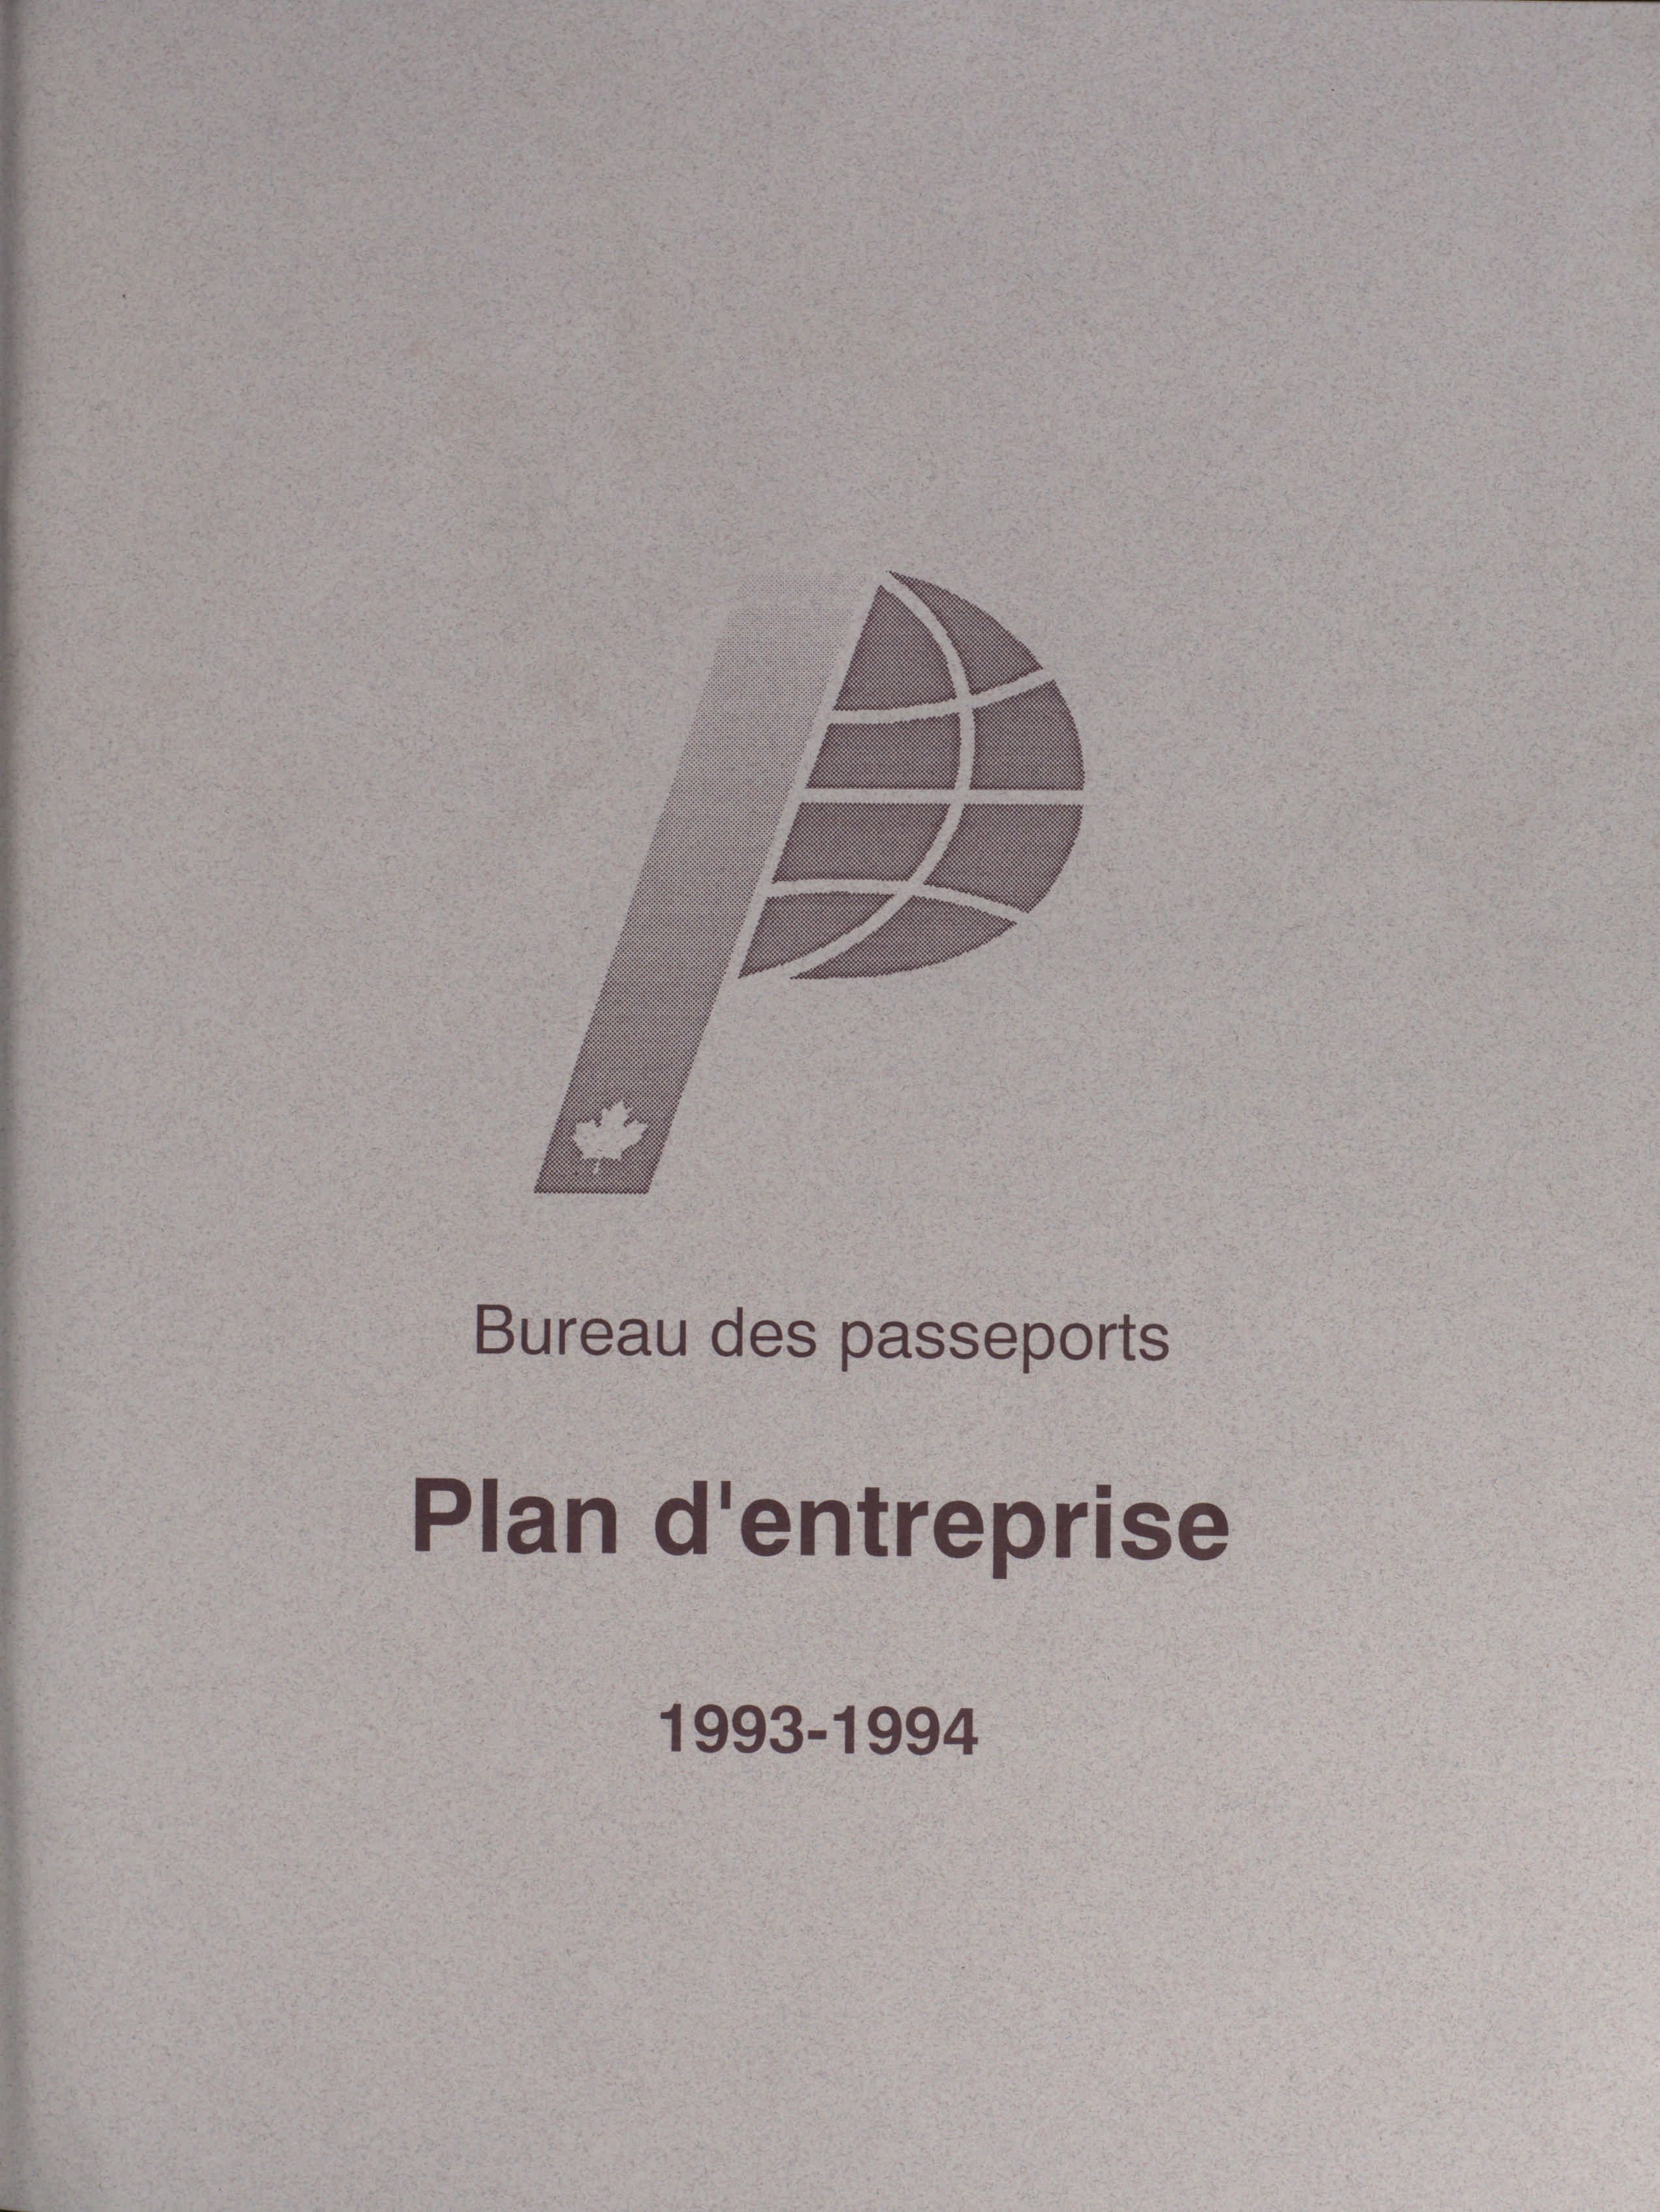 Bureau des passeports
Plan d'entreprise
1993-1994